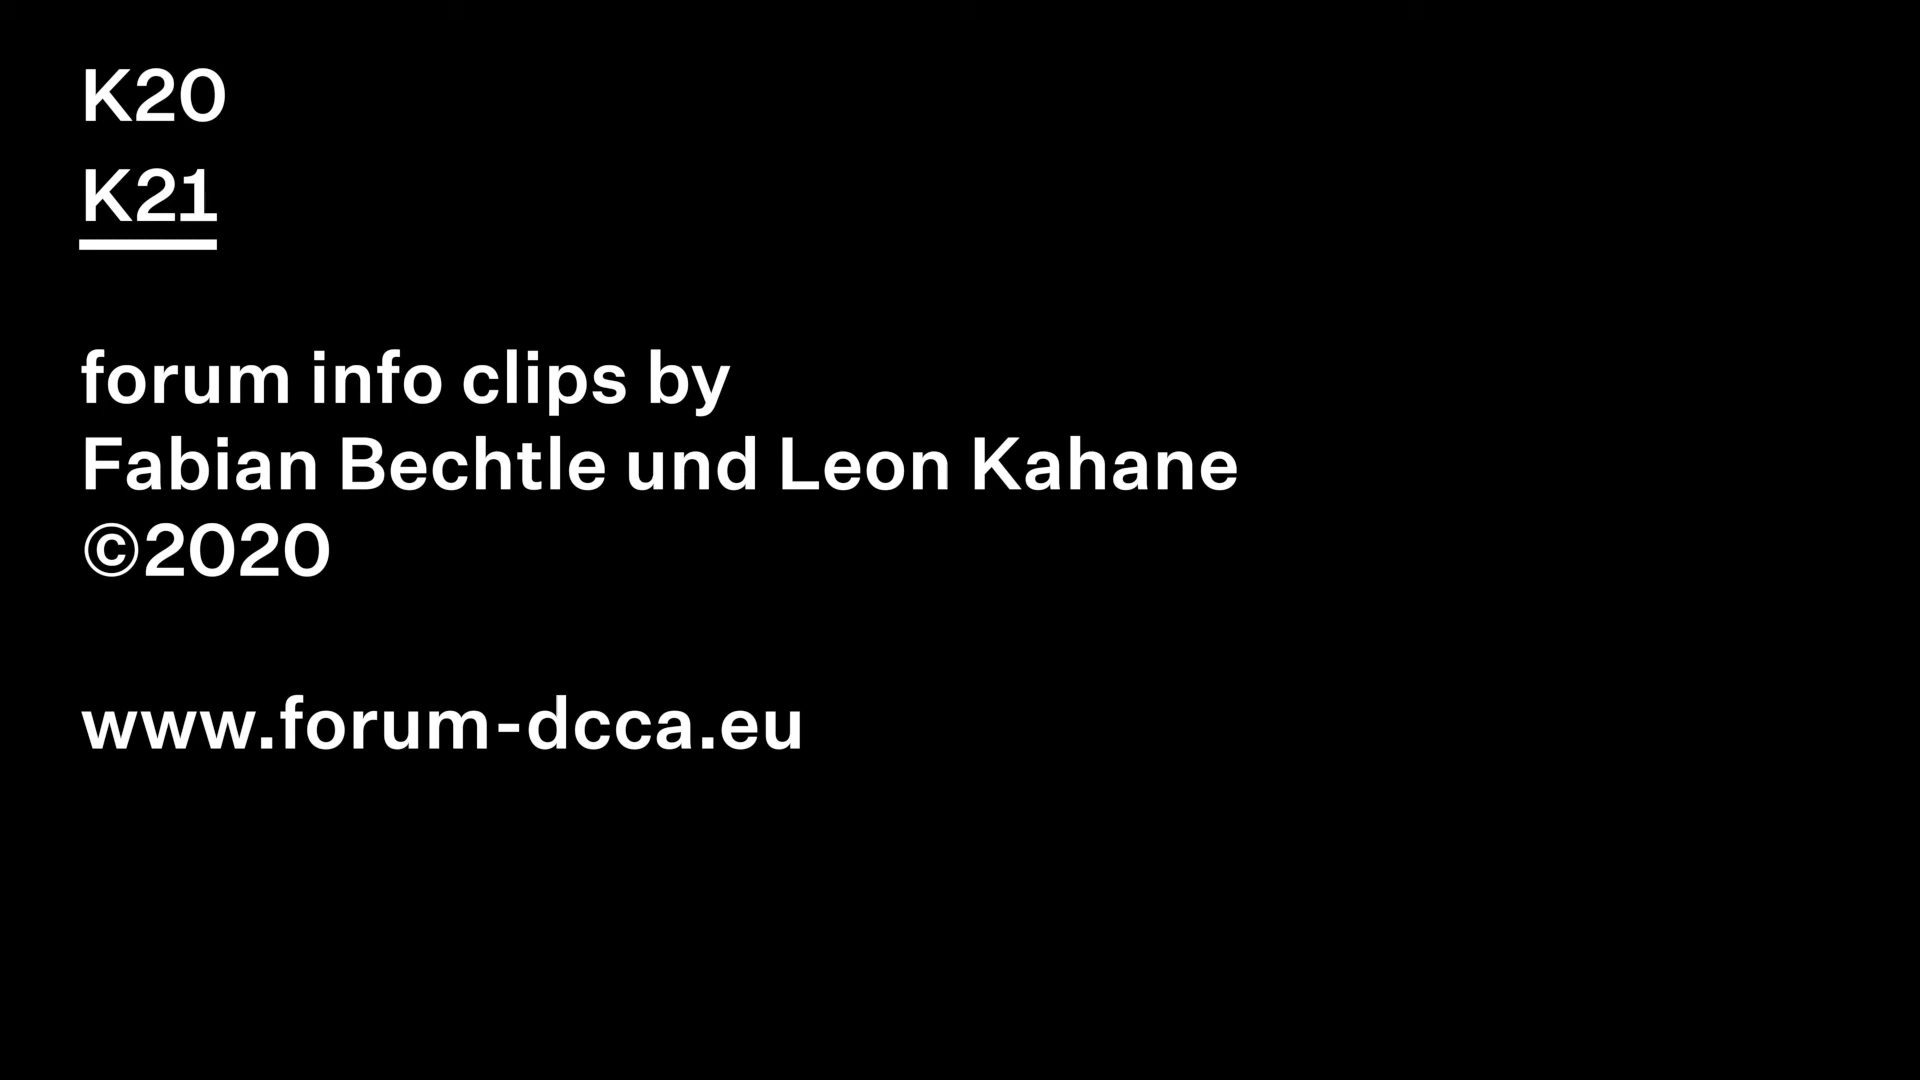 K20
K21
forum info clips by
Fabian Bechtle und Leon Kahane
©2020
www.forum-dcca.eu